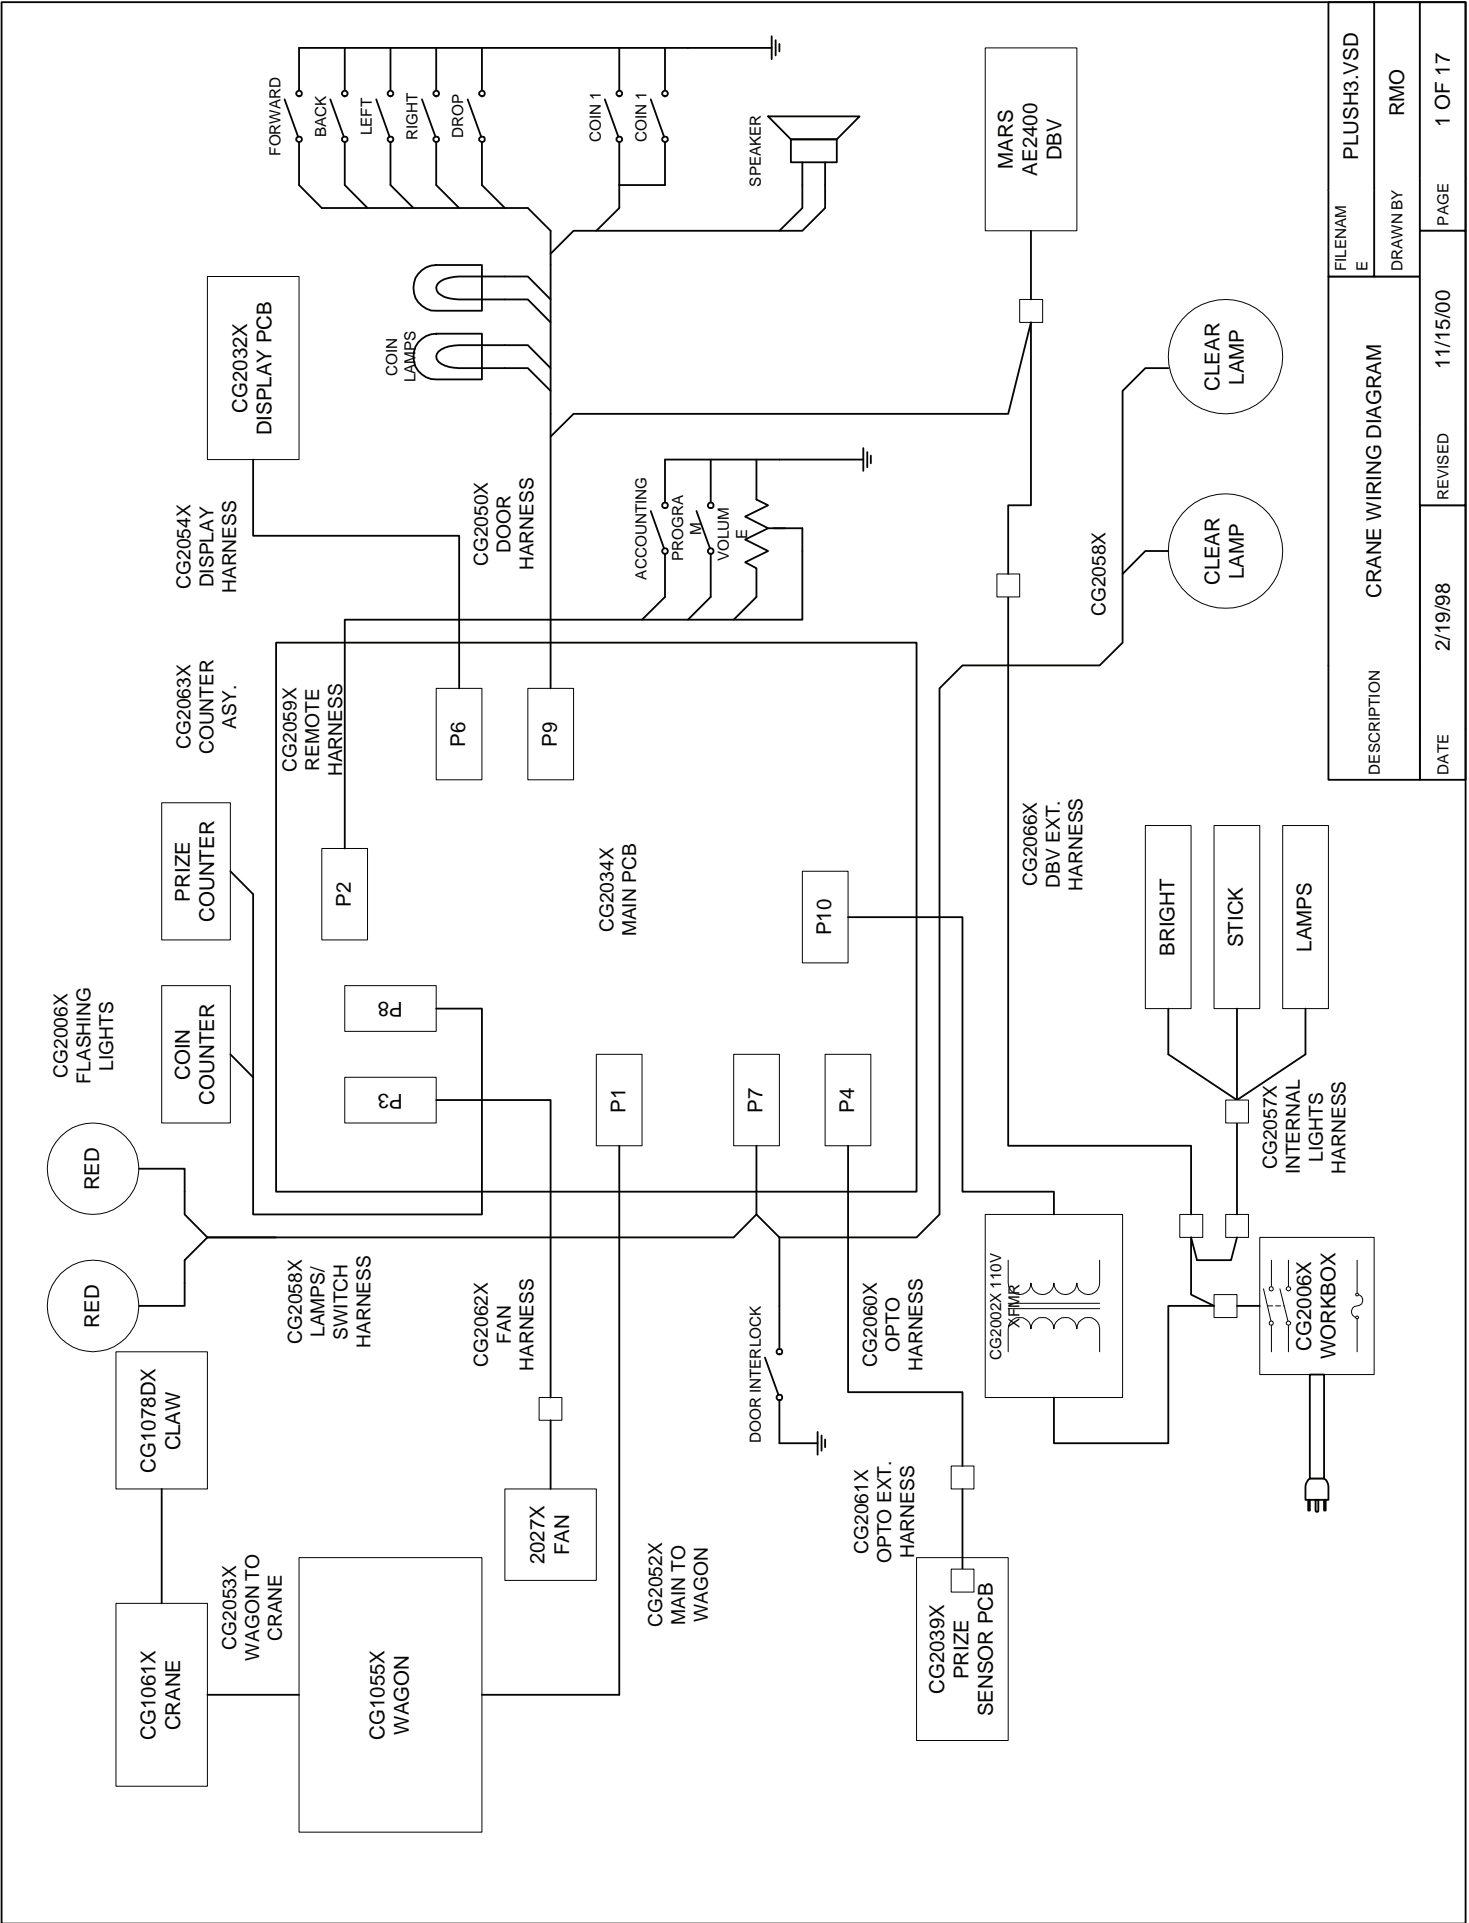 CG1061X
CRANE
CG1078DX
CLAW
RED
RED
CG2006X
FLASHING
LIGHTS
COIN
COUNTER
PRIZE
COUNTER
CG2063X
COUNTER
ASY.
CG2054X
DISPLAY
HARNESS
CG2032X
DISPLAY PCB
FORWARD
BACK
LEFT
RIGHT
DROP
COIN 1
COIN 1
SPEAKER
COIN
LAMPS
CG2053X
WAGON TO
CRANE
CG1055X
WAGON
CG2058X
LAMPS/
SWITCH
HARNESS
CG2059X
REMOTE
HARNESS
P3
P8
P2
P6
P9
CG2050X
DOOR
HARNESS
CG2062X
FAN
HARNESS
2027X
FAN
CG2052X
MAIN TO
WAGON
P1
CG2034X
MAIN PCB
ACCOUNTING
PROGRA
M
VOLUM
E
DOOR INTERLOCK
P7
P4
P10
CG2060X
OPTO
HARNESS
CG2061X
OPTO EXT.
HARNESS
CG2039X
PRIZE
SENSOR PCB
CG2002X 110V
XFMR
CG2066X
DBV EXT.
HARNESS
MARS
AE2400
DBV
CG2058X
CLEAR
LAMP
CLEAR
LAMP
BRIGHT
STICK
LAMPS
CG2057X
INTERNAL
LIGHTS
HARNESS
CG2006X
WORKBOX
DESCRIPTION
CRANE WIRING DIAGRAM
FILENAM
E
PLUSH3.VSD
DRAWN BY
RMO
DATE
2/19/98
REVISED
11/15/00
PAGE
1 OF 17